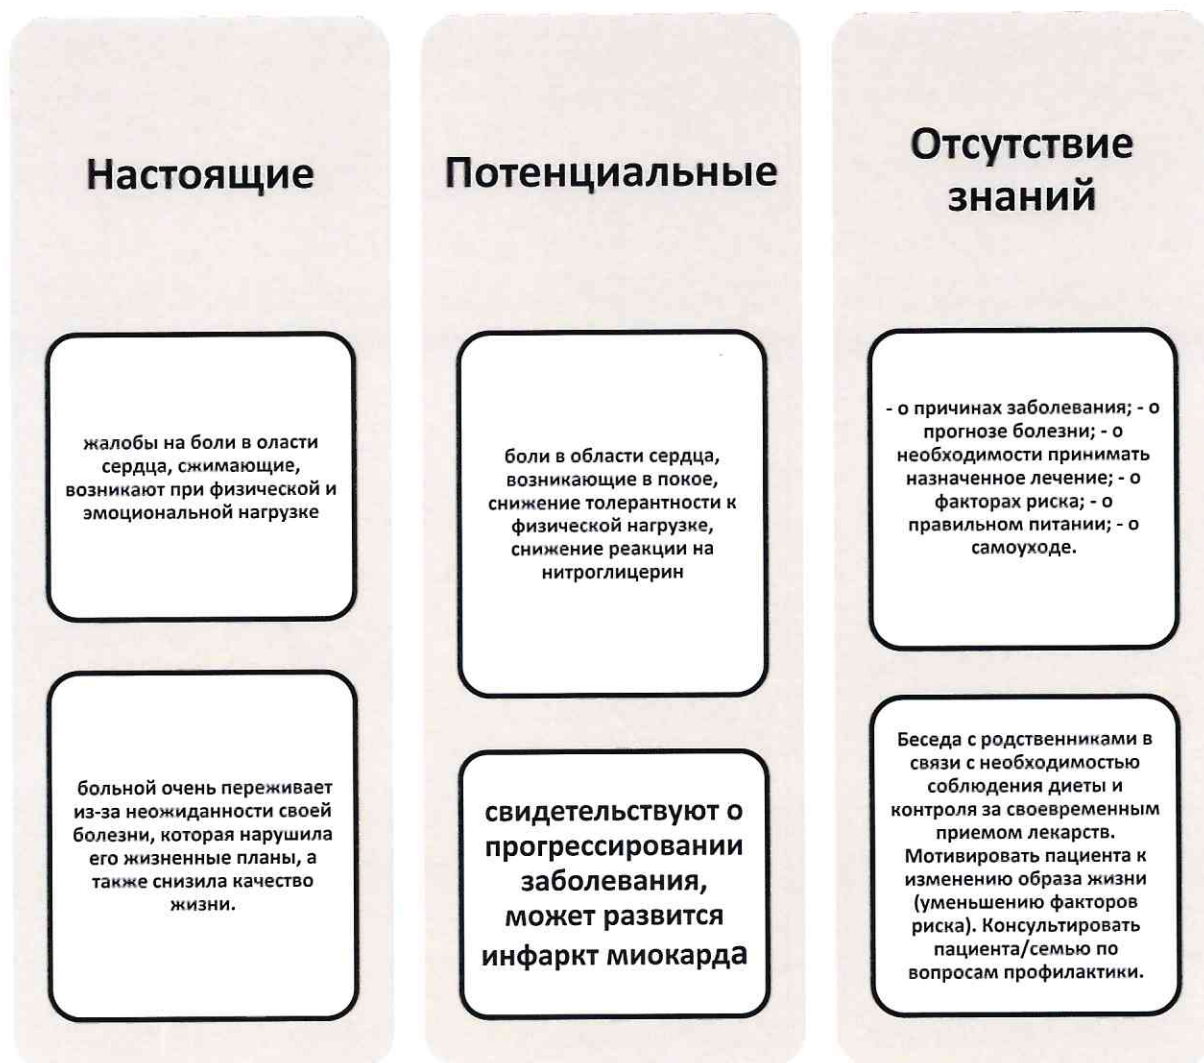 Настоящие
жалобы на боли в оласти
сердца, сжимающие,
возникают при физической и
эмоциональной нагрузке
больной очень переживает
из-за неожиданности своей
болезни, которая нарушила
его жизненные планы, а
также снизила качество
жизни.
Потенциальные
боли в области сердца,
возникающие в покое,
снижение толерантности к
физической нагрузке,
снижение реакции на
нитроглицерин
свидетельствуют о
прогрессировании
заболевания,
может развится
инфаркт миокарда
Отсутствие
знаний
- о причинах заболевания; - о
прогнозе болезни; - о
необходимости принимать
назначенное лечение; - о
факторах риска; - о
правильном питании; - о
самоуходе.
Беседа с родственниками в
связи с необходимостью
соблюдения диеты и
контроля за своевременным
приемом лекарств.
Мотивировать пациента к
изменению образа жизни
(уменьшению факторов
риска). Консультировать
пациента/семью по
вопросам профилактики.